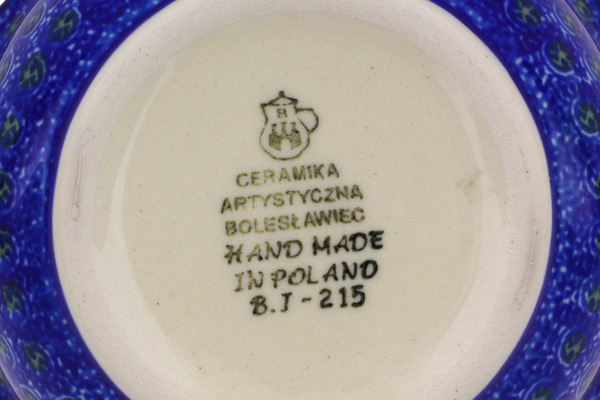 CERAMIKA
ARTYSTYCZNA
BOLESŁAWIEC
HAND MADE
IN POLAND
B.I-215